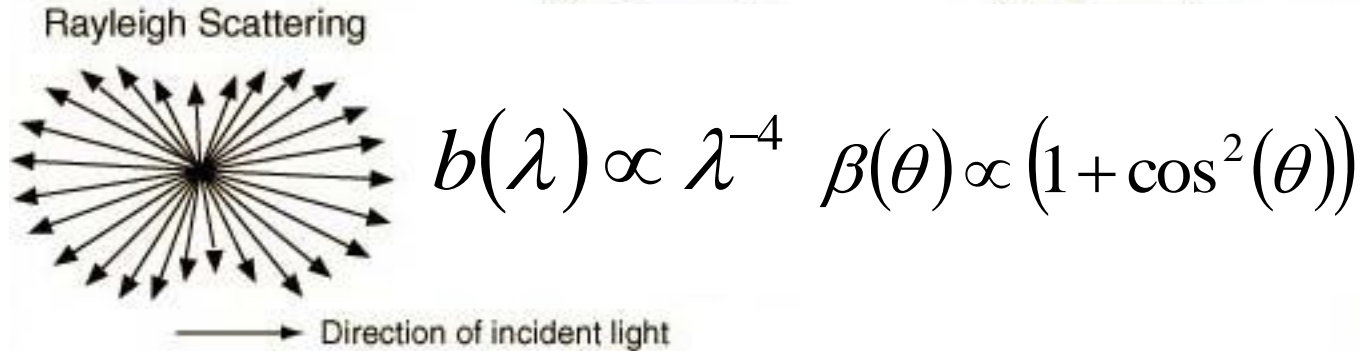 Rayleigh Scattering
b(λ) ∝ λ⁻⁴ β(θ) ∝ (1 + cos²(θ))
Direction of incident light